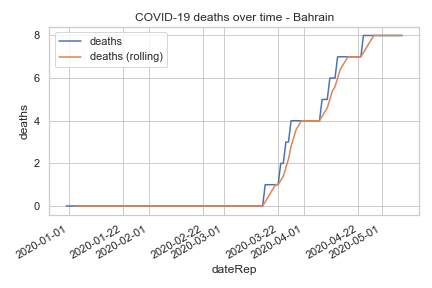 COVID-19 deaths over time - Bahrain
deaths
deaths (rolling)
8
6
4
2
0
deaths
2020-01-01
2020-01-22
2020-02-01
2020-02-22
2020-03-01
2020-03-22
2020-04-01
2020-04-22
2020-05-01
dateRep